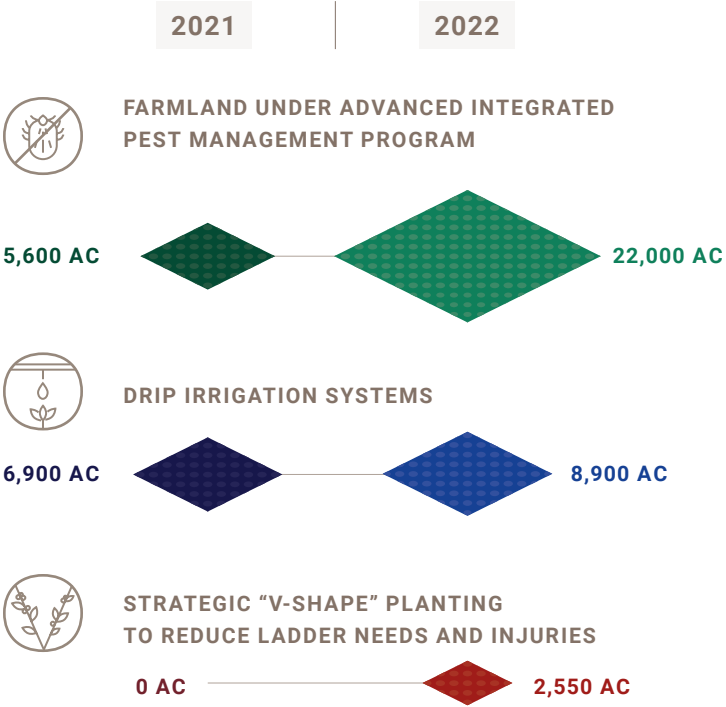 2021
2022
FARMLAND UNDER ADVANCED INTEGRATED
PEST MANAGEMENT PROGRAM
5,600 AC
22,000 AC
DRIP IRRIGATION SYSTEMS
6,900 AC
8,900 AC
STRATEGIC “V-SHAPE” PLANTING
TO REDUCE LADDER NEEDS AND INJURIES
0 AC
2,550 AC